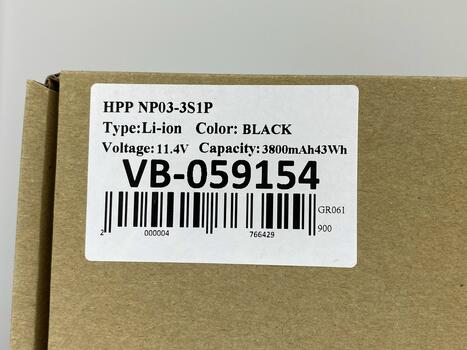 HPP NP03-3S1P
Type:Li-ion Color: BLACK
Voltage: 11.4V Capacity:3800mAh43Wh
VB-059154
GR061
900
2 000004 766429